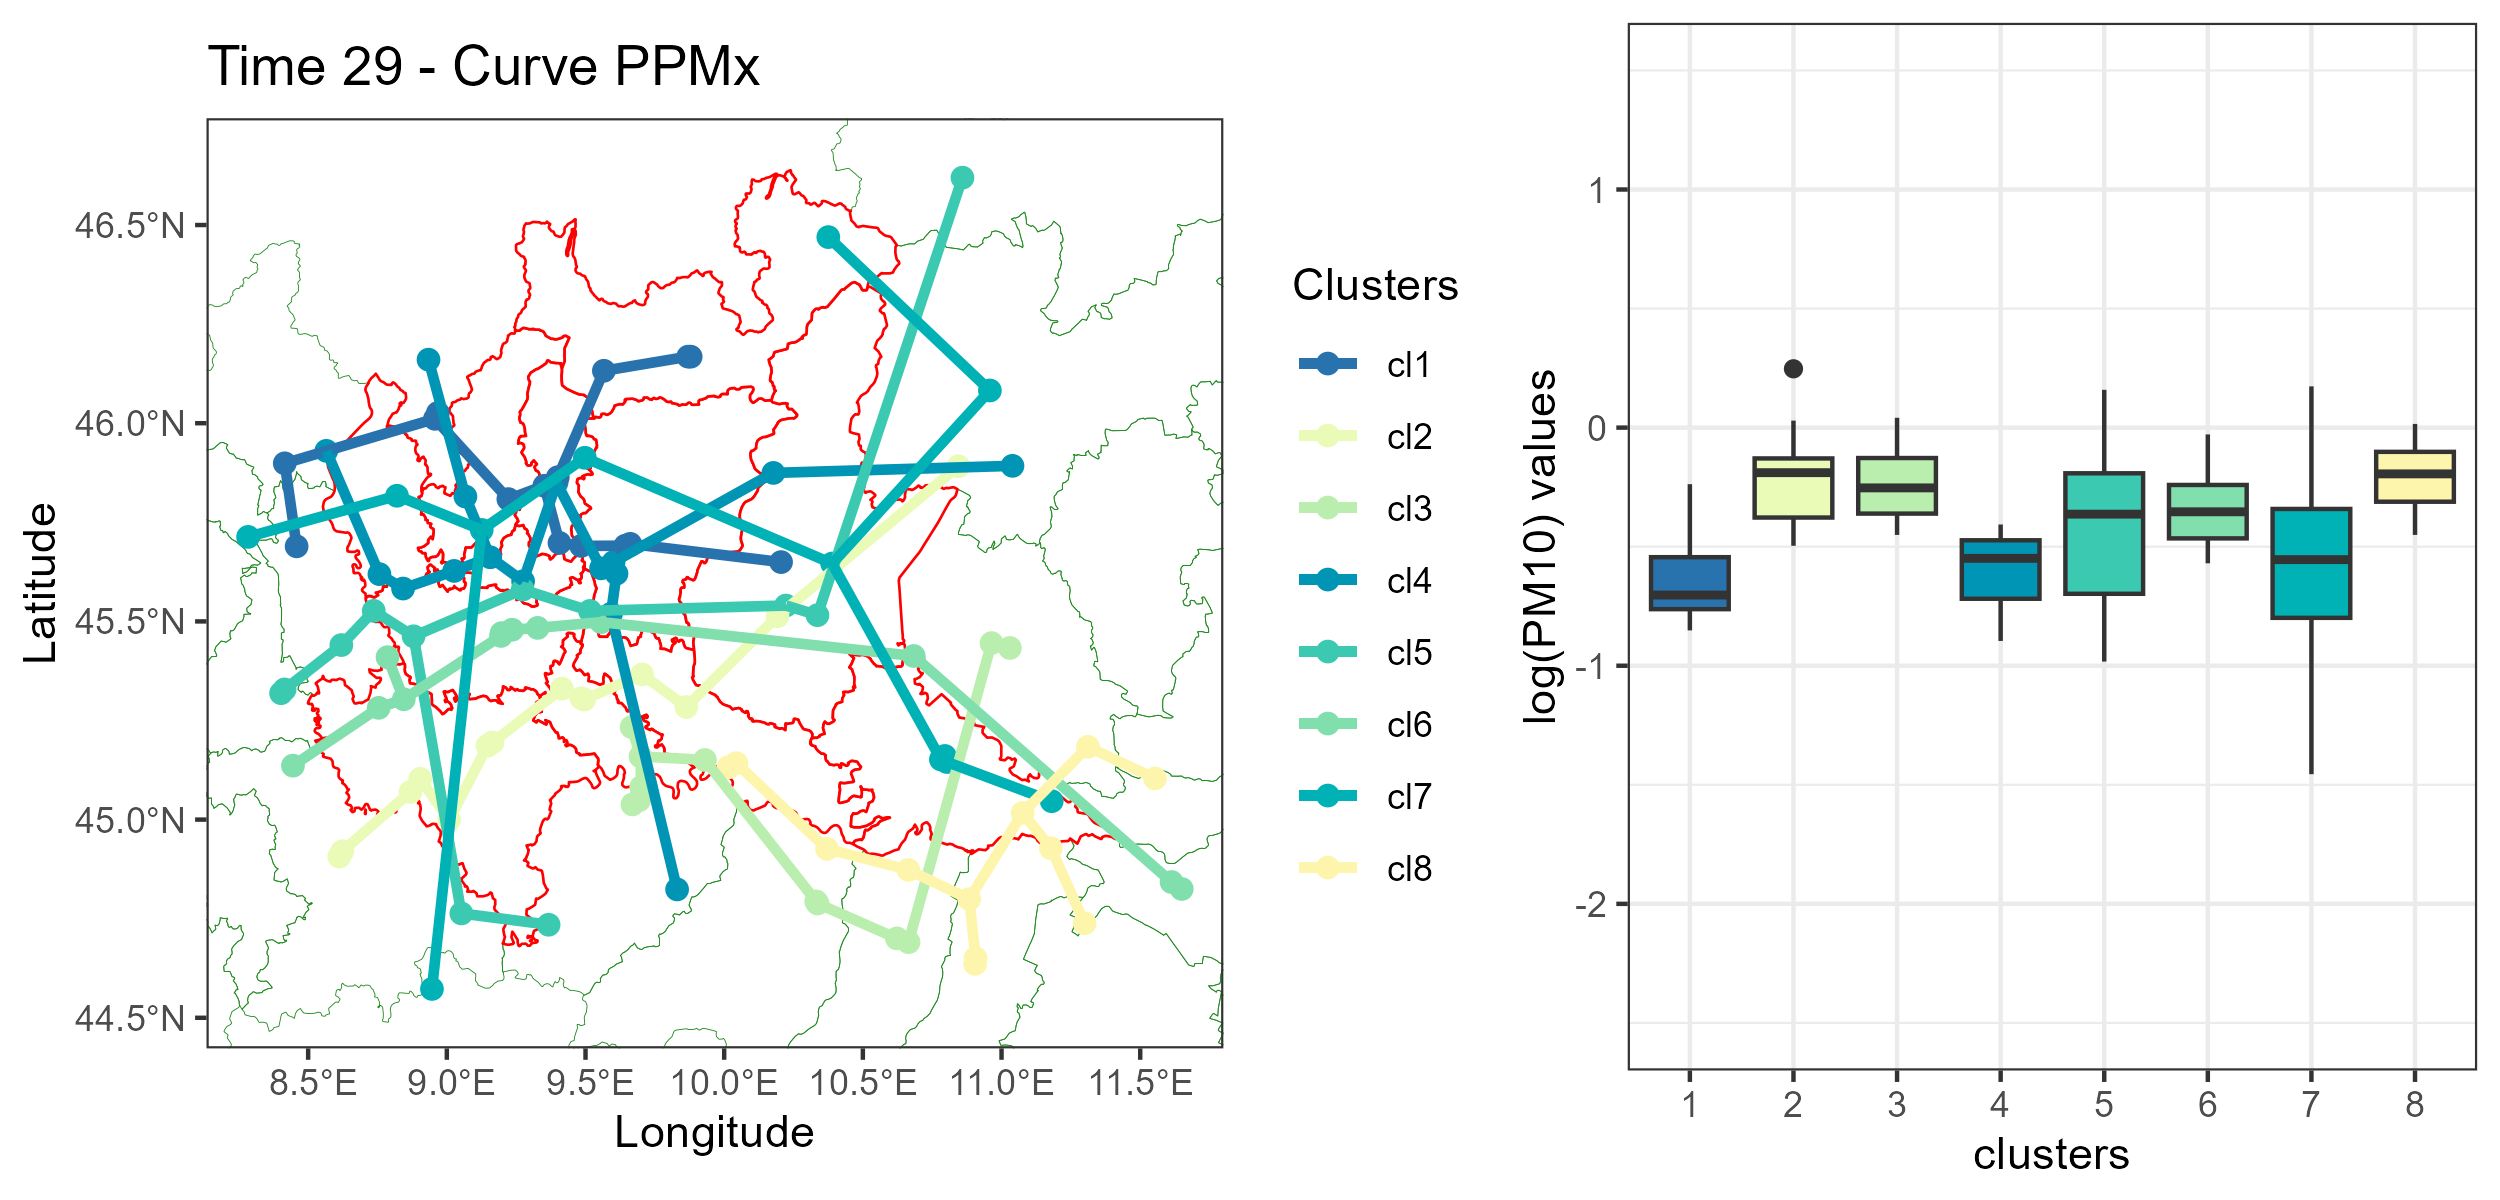 Time 29 - Curve PPMx
Latitude
46.5°N
46.0°N
45.5°N
45.0°N
44.5°N
8.5°E 9.0°E 9.5°E 10.0°E 10.5°E 11.0°E 11.5°E
Longitude
Clusters
cl1
cl2
cl3
cl4
cl5
cl6
cl7
cl8
log(PM10) values
1
0
-1
-2
1 2 3 4 5 6 7 8
clusters